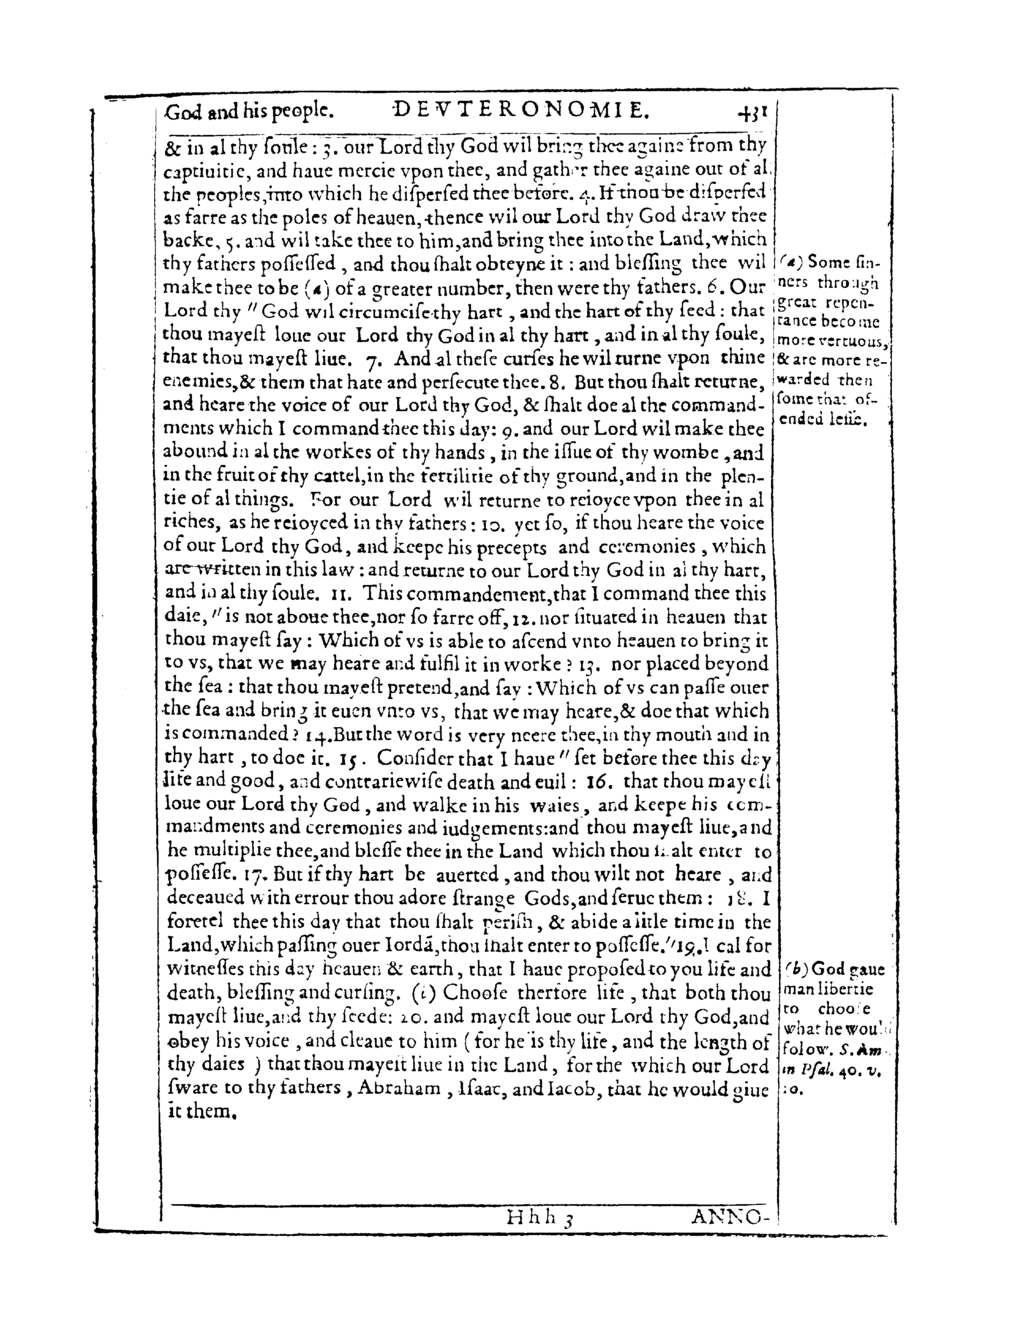 God and his people. DEVTERONOMIE. 431
& in al thy soule : 3. our Lord thy God wil bring thee againe from thy
captiuitie, and haue mercie vpon thee, and gather thee againe out of al
the peoples, into which he dispersed thee before. 4. If thou be dispersed
as farre as the poles of heauen, thence wil our Lord thy God draw thee
backe, 5. and wil take thee to him, and bring thee into the Land, which
thy fathers possessed , and thou shalt obteyne it : and blessing thee wil
make thee to be (a) of a greater number, then were thy fathers. 6. Our
Lord thy " God wil circumcise thy hart , and the hart of thy seed : that
thou mayest loue our Lord thy God in al thy hart , and in al thy soule,
that thou mayest liue. 7. And al these curses he wil turne vpon thine
enemies, & them that hate and persecute thee. 8. But thou shalt returne,
and heare the voice of our Lord thy God, & shalt doe al the command-
ments which I command thee this day: 9. and our Lord wil make thee
abound in al the workes of thy hands , in the issue of thy wombe , and
in the fruit of thy cattel, in the fertilitie of thy ground, and in the plen-
tie of al things. For our Lord wil returne to reioyce vpon thee in al
riches, as he reioyced in thy fathers : 10. yet so, if thou heare the voice
of our Lord thy God, and keepe his precepts and ceremonies , which
are written in this law : and returne to our Lord thy God in al thy hart,
and in al thy soule. 11. This commandement, that I command thee this
daie, " is not aboue thee, nor so farre off, 12. nor situated in heauen that
thou mayest say : Which of vs is able to ascend vnto heauen to bring it
to vs, that we may heare and fulfil it in worke ? 13. nor placed beyond
the sea : that thou mayest pretend, and say : Which of vs can passe ouer
the sea and bring it euen vnto vs, that we may heare, & doe that which
is commanded ? 14. But the word is very neere thee, in thy mouth and in
thy hart , to doe it. 15. Consider that I haue " set before thee this day
life and good, and contrariewise death and euil : 16. that thou mayest
loue our Lord thy God , and walke in his waies , and keepe his com-
mandments and ceremonies and iudgements: and thou mayest liue, and
he multiplie thee, and blesse thee in the Land which thou shalt enter to
possesse. 17. But if thy hart be auerted , and thou wilt not heare , and
deceaued with errour thou adore strange Gods, and serue them : 18. I
foretel thee this day that thou shalt perish , & abide a litle time in the
Land, which passing ouer Iordã, thou shalt enter to possesse. " 19. I cal for
witnesses this day heauen & earth , that I haue proposed to you life and
death, blessing and cursing. (b) Choose therfore life , that both thou
mayest liue, and thy seede: 20. and mayest loue our Lord thy God, and
obey his voice , and cleaue to him ( for he is thy life , and the length of
thy daies ) that thou mayest liue in the Land , for the which our Lord
sware to thy fathers , Abraham , Isaac, and Iacob, that he would giue
it them.
(a) Some sin-
ners through
great repen-
tance become
more vertuous,
& are more re-
warded then
some that of-
ended lesse.
(b) God gaue
man libertie
to choose
what he would
folow. S. Am-
in Psal. 40. v.
10.
Hhh 3 ANNO-